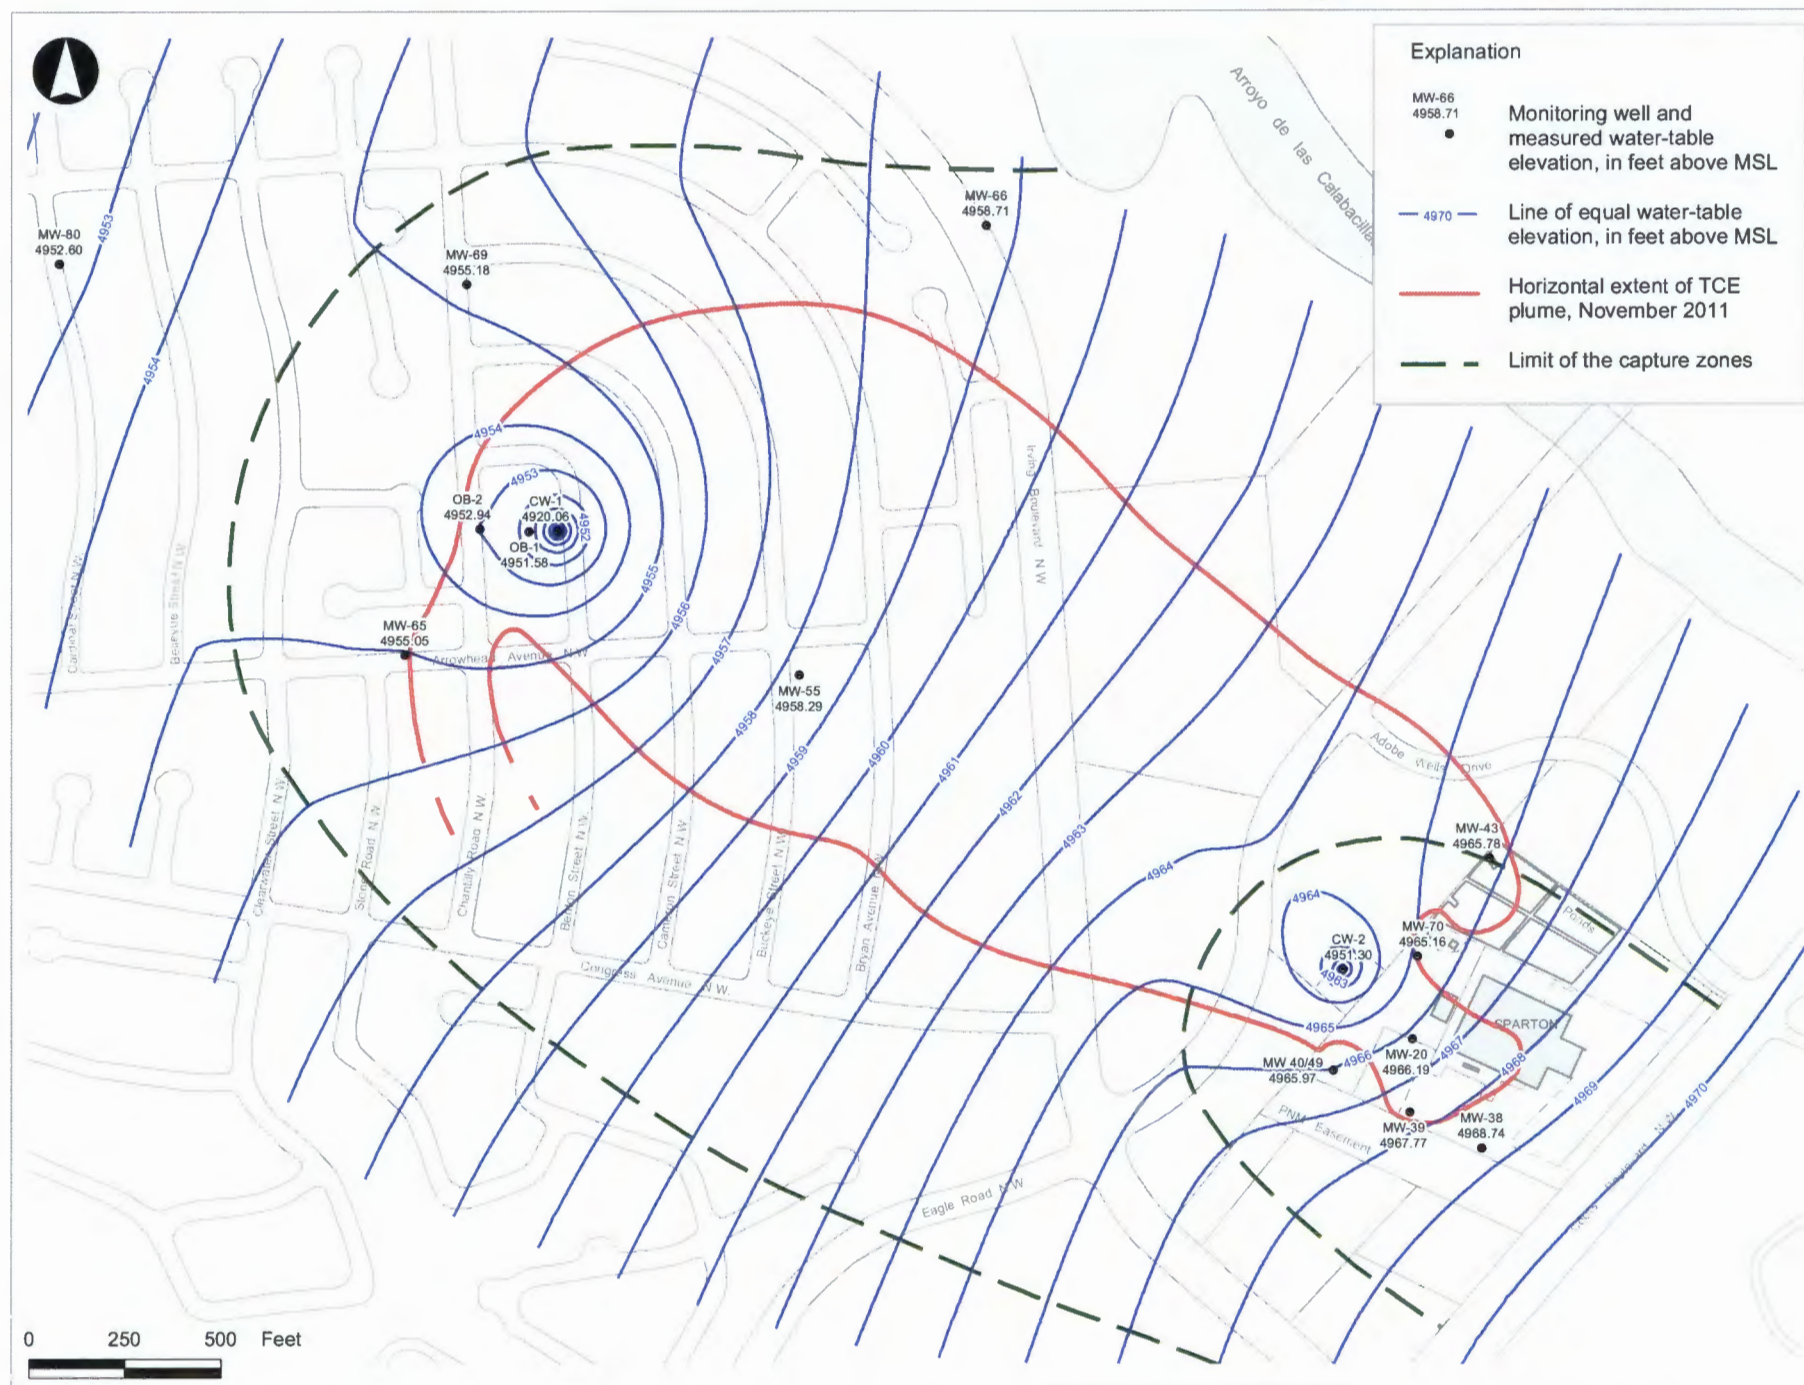 Explanation
MW-66
4958.71
Monitoring well and
measured water-table
elevation, in feet above MSL
4970
Line of equal water-table
elevation, in feet above MSL
Horizontal extent of TCE
plume, November 2011
Limit of the capture zones
Arroyo de las Calabacilla
MW-80
4952.60
4953
4954
MW-69
4955.18
MW-66
4958.71
4954
4953
OB-2
4952.94
CW-1
4920.06
4952
OB-1
4951.58
4955
4956
4957
4958
4959
4960
4961
4962
4963
4964
MW-65
4955.05
Arrowhead Avenue N.W
MW-55
4958.29
Cardinal Street N.W.
Bellevue Street N.W
Irving Boulevard N.W
Adobe Wells Drive
Clearwater Street N.W.
Stone Road N.W.
Chantilly Road N.W.
Benton Street N.W.
Cameron Street N.W.
Buckeye Street N.W.
Bryan Avenue N.W.
Congress Avenue N.W.
MW-43
4965.78
Ponds
4964
MW-70
4965.16
CW-2
4951.30
4963
4965
SPARTON
4966
4967
4968
4969
4970
MW-20
4966.19
MW 40/49
4965.97
MW-39
4967.77
MW-38
4968.74
PNM Easement
Eagle Road N.W
0 250 500 Feet